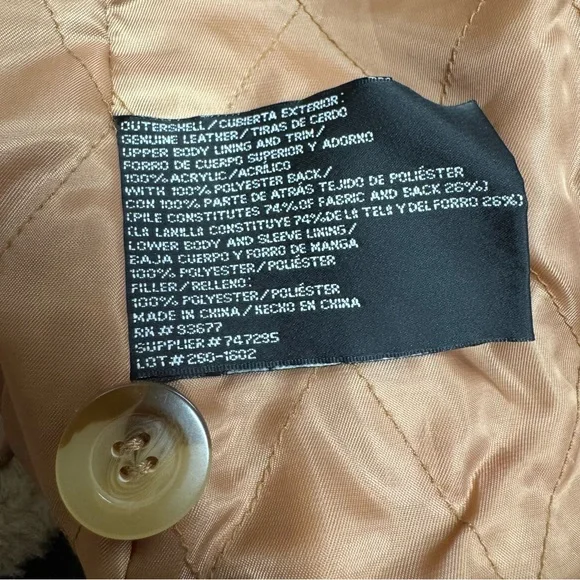 OUTERSHELL/CUBIERTA EXTERIOR:
GENUINE LEATHER/TIRAS DE CERDO
UPPER BODY LINING AND TRIM/
FORRO DE CUERPO SUPERIOR Y ADORNO
100% ACRYLIC/ACRÍLICO
WITH 100% POLYESTER BACK/
CON 100% PARTE DE ATRÁS TEJIDO DE POLIÉSTER
(PILE CONSTITUTES 74% OF FABRIC AND BACK 26%)
(LA LANILLA CONSTITUYE 74% DE LA TELA Y DEL FORRO 26%)
LOWER BODY AND SLEEVE LINING/
BAJA CUERPO Y FORRO DE MANGA
100% POLYESTER/POLIÉSTER
FILLER/RELLENO:
100% POLYESTER/POLIÉSTER
MADE IN CHINA/HECHO EN CHINA
RN# 93677
SUPPLIER# 747295
LOT# 2SG-1602